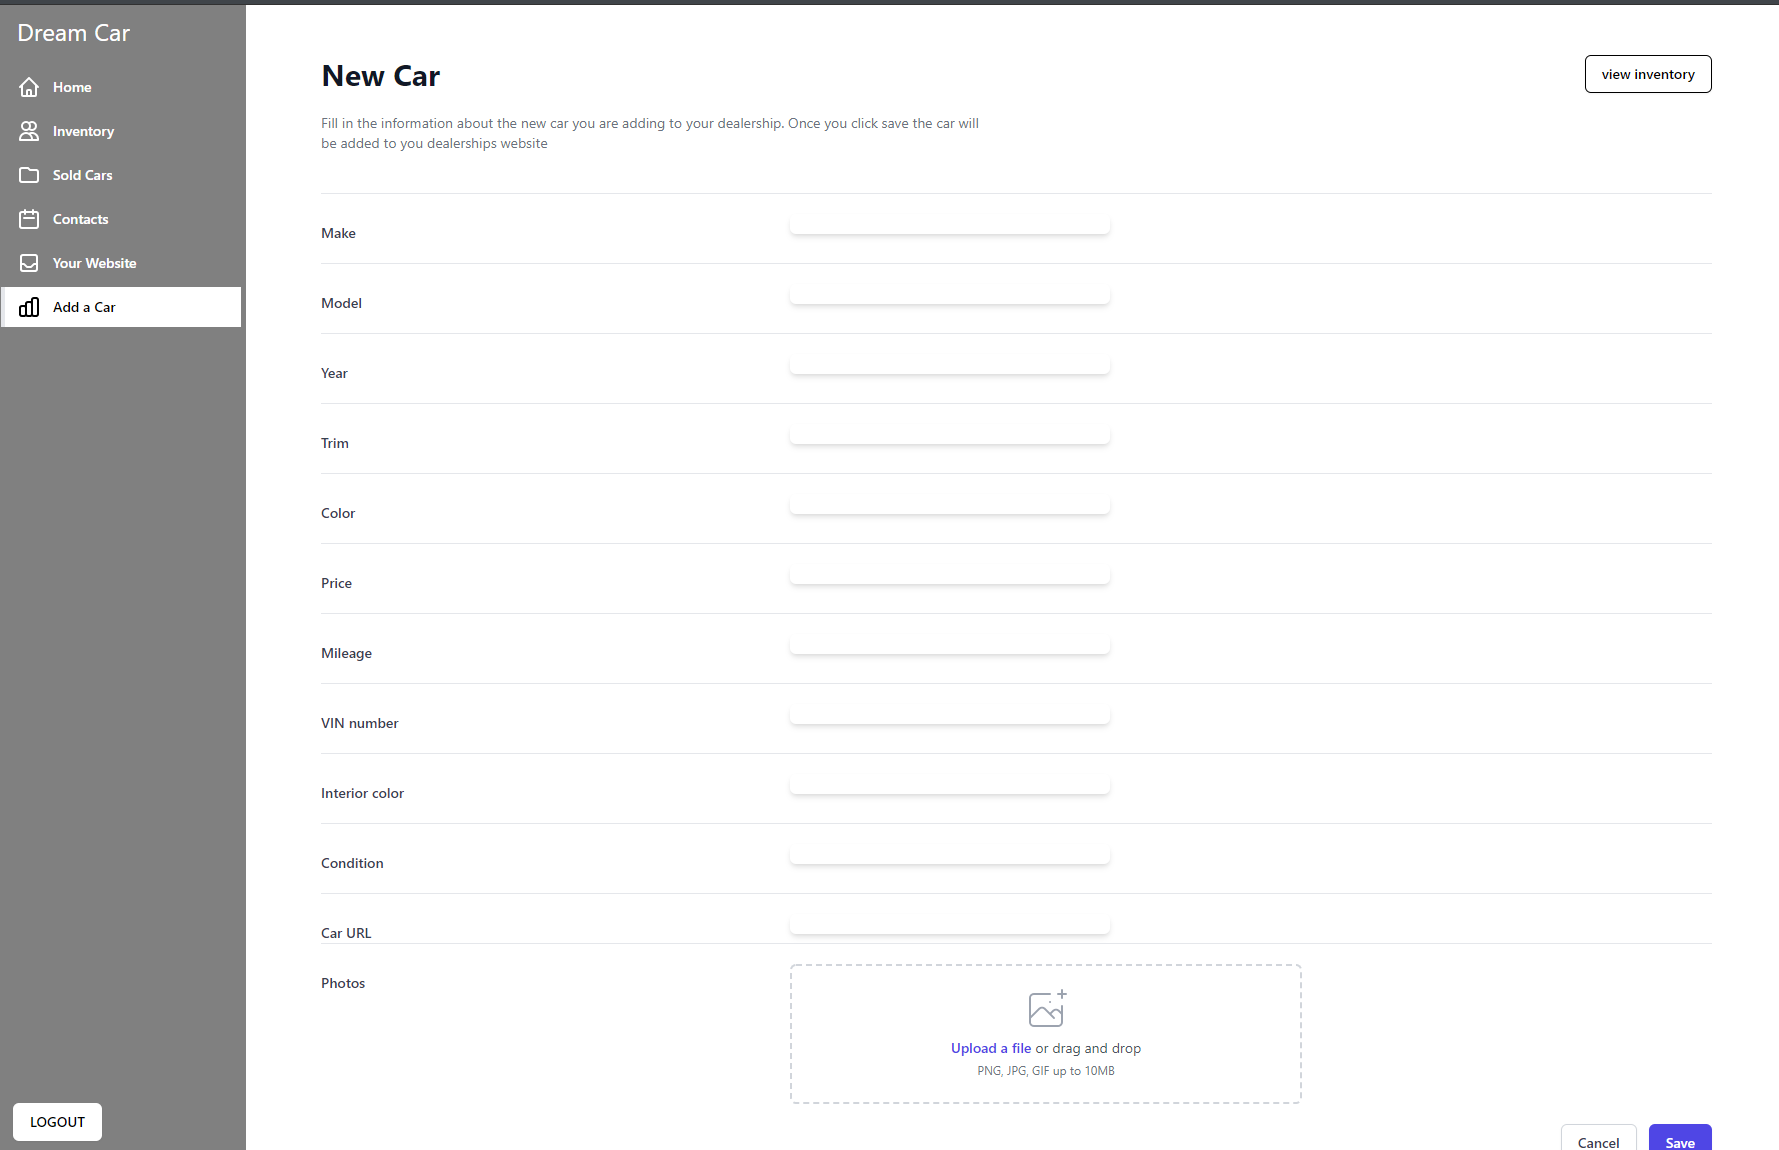 Dream Car
Home
Inventory
Sold Cars
Contacts
Your Website
Add a Car
LOGOUT
New Car
view inventory
Fill in the information about the new car you are adding to your dealership. Once you click save the car will
be added to you dealerships website
Make
Model
Year
Trim
Color
Price
Mileage
VIN number
Interior color
Condition
Car URL
Photos
Upload a file or drag and drop
PNG, JPG, GIF up to 10MB
Cancel
Save